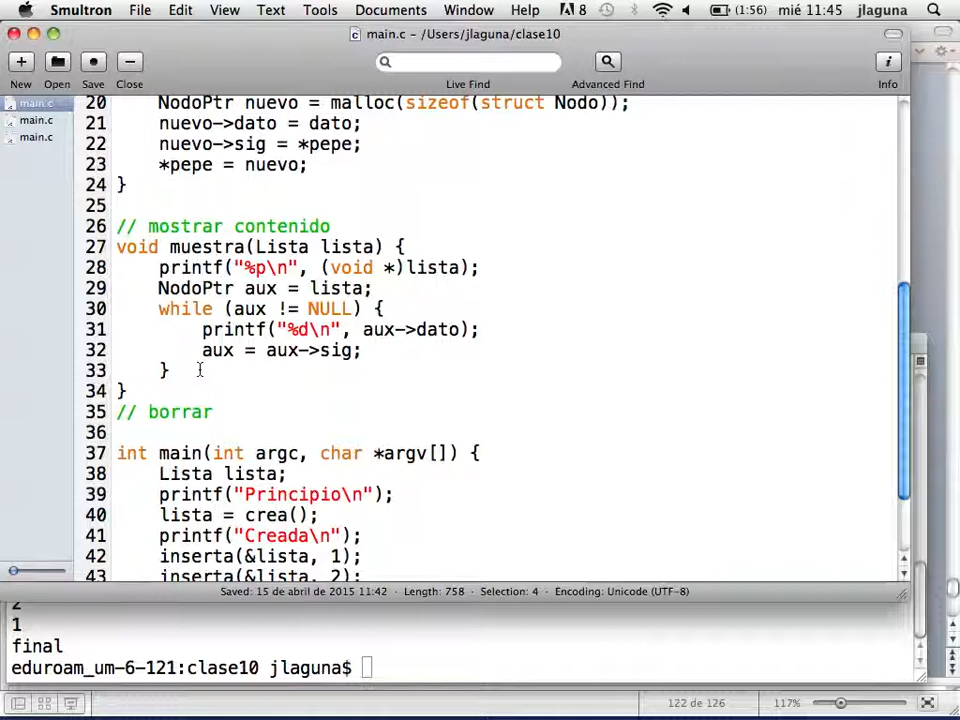 Smultron File Edit View Text Tools Documents Window Help 8 (1:56) mié 11:45 jlaguna
main.c – /Users/jlaguna/clase10
New Open Save Close Live Find Advanced Find Info
main.c
main.c
main.c
20 NodoPtr nuevo = malloc(sizeof(struct Nodo));
21 nuevo->dato = dato;
22 nuevo->sig = *pepe;
23 *pepe = nuevo;
24 }
25
26 // mostrar contenido
27 void muestra(Lista lista) {
28 printf("%p\n", (void *)lista);
29 NodoPtr aux = lista;
30 while (aux != NULL) {
31 printf("%d\n", aux->dato);
32 aux = aux->sig;
33 }
34 }
35 // borrar
36
37 int main(int argc, char *argv[]) {
38 Lista lista;
39 printf("Principio\n");
40 lista = crea();
41 printf("Creada\n");
42 inserta(&lista, 1);
43 inserta(&lista, 2);
Saved: 15 de abril de 2015 11:42 • Length: 758 • Selection: 4 • Encoding: Unicode (UTF-8)
2
1
final
eduroam_um-6-121:clase10 jlaguna$
122 de 126 117%